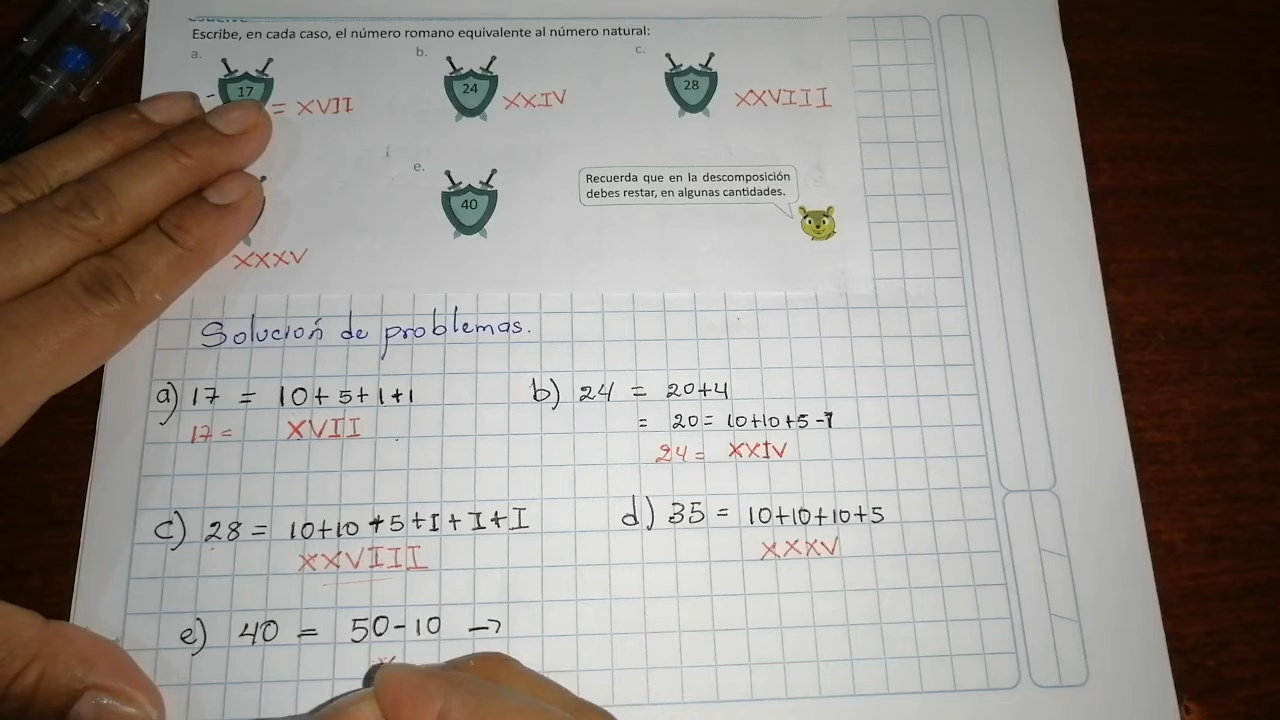 Escribe, en cada caso, el número romano equivalente al número natural:
a. 17 = XVII
b. 24 XXIV
c. 28 XXVIII
XXXV
e. 40
Recuerda que en la descomposición
debes restar, en algunas cantidades.
Solución de problemas.
a) 17 = 10+5+1+1
17 = XVII
b) 24 = 20+4
= 20 = 10+10+5-1
24 = XXIV
c) 28 = 10+10+5+I+I+I
XXVIII
d) 35 = 10+10+10+5
XXXV
e) 40 = 50-10 →